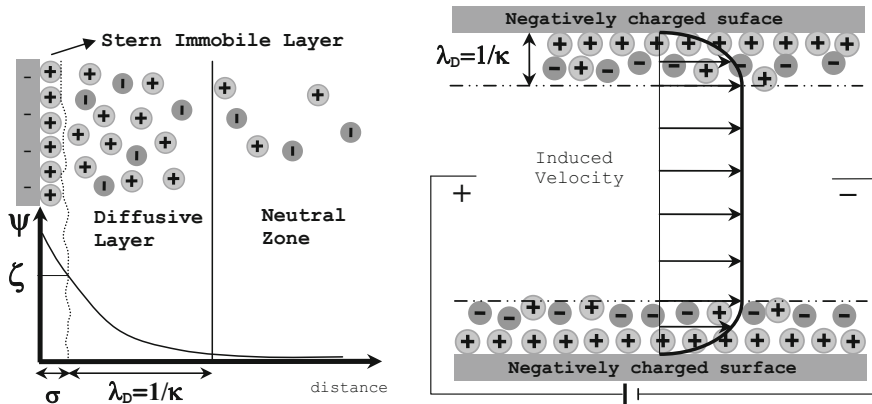 Stern Immobile Layer
Diffusive
Layer
Neutral
Zone
ψ
ζ
σ
λD=1/κ
distance
Negatively charged suface
λD=1/κ
Induced
Velocity
+
−
Negatively charged surface